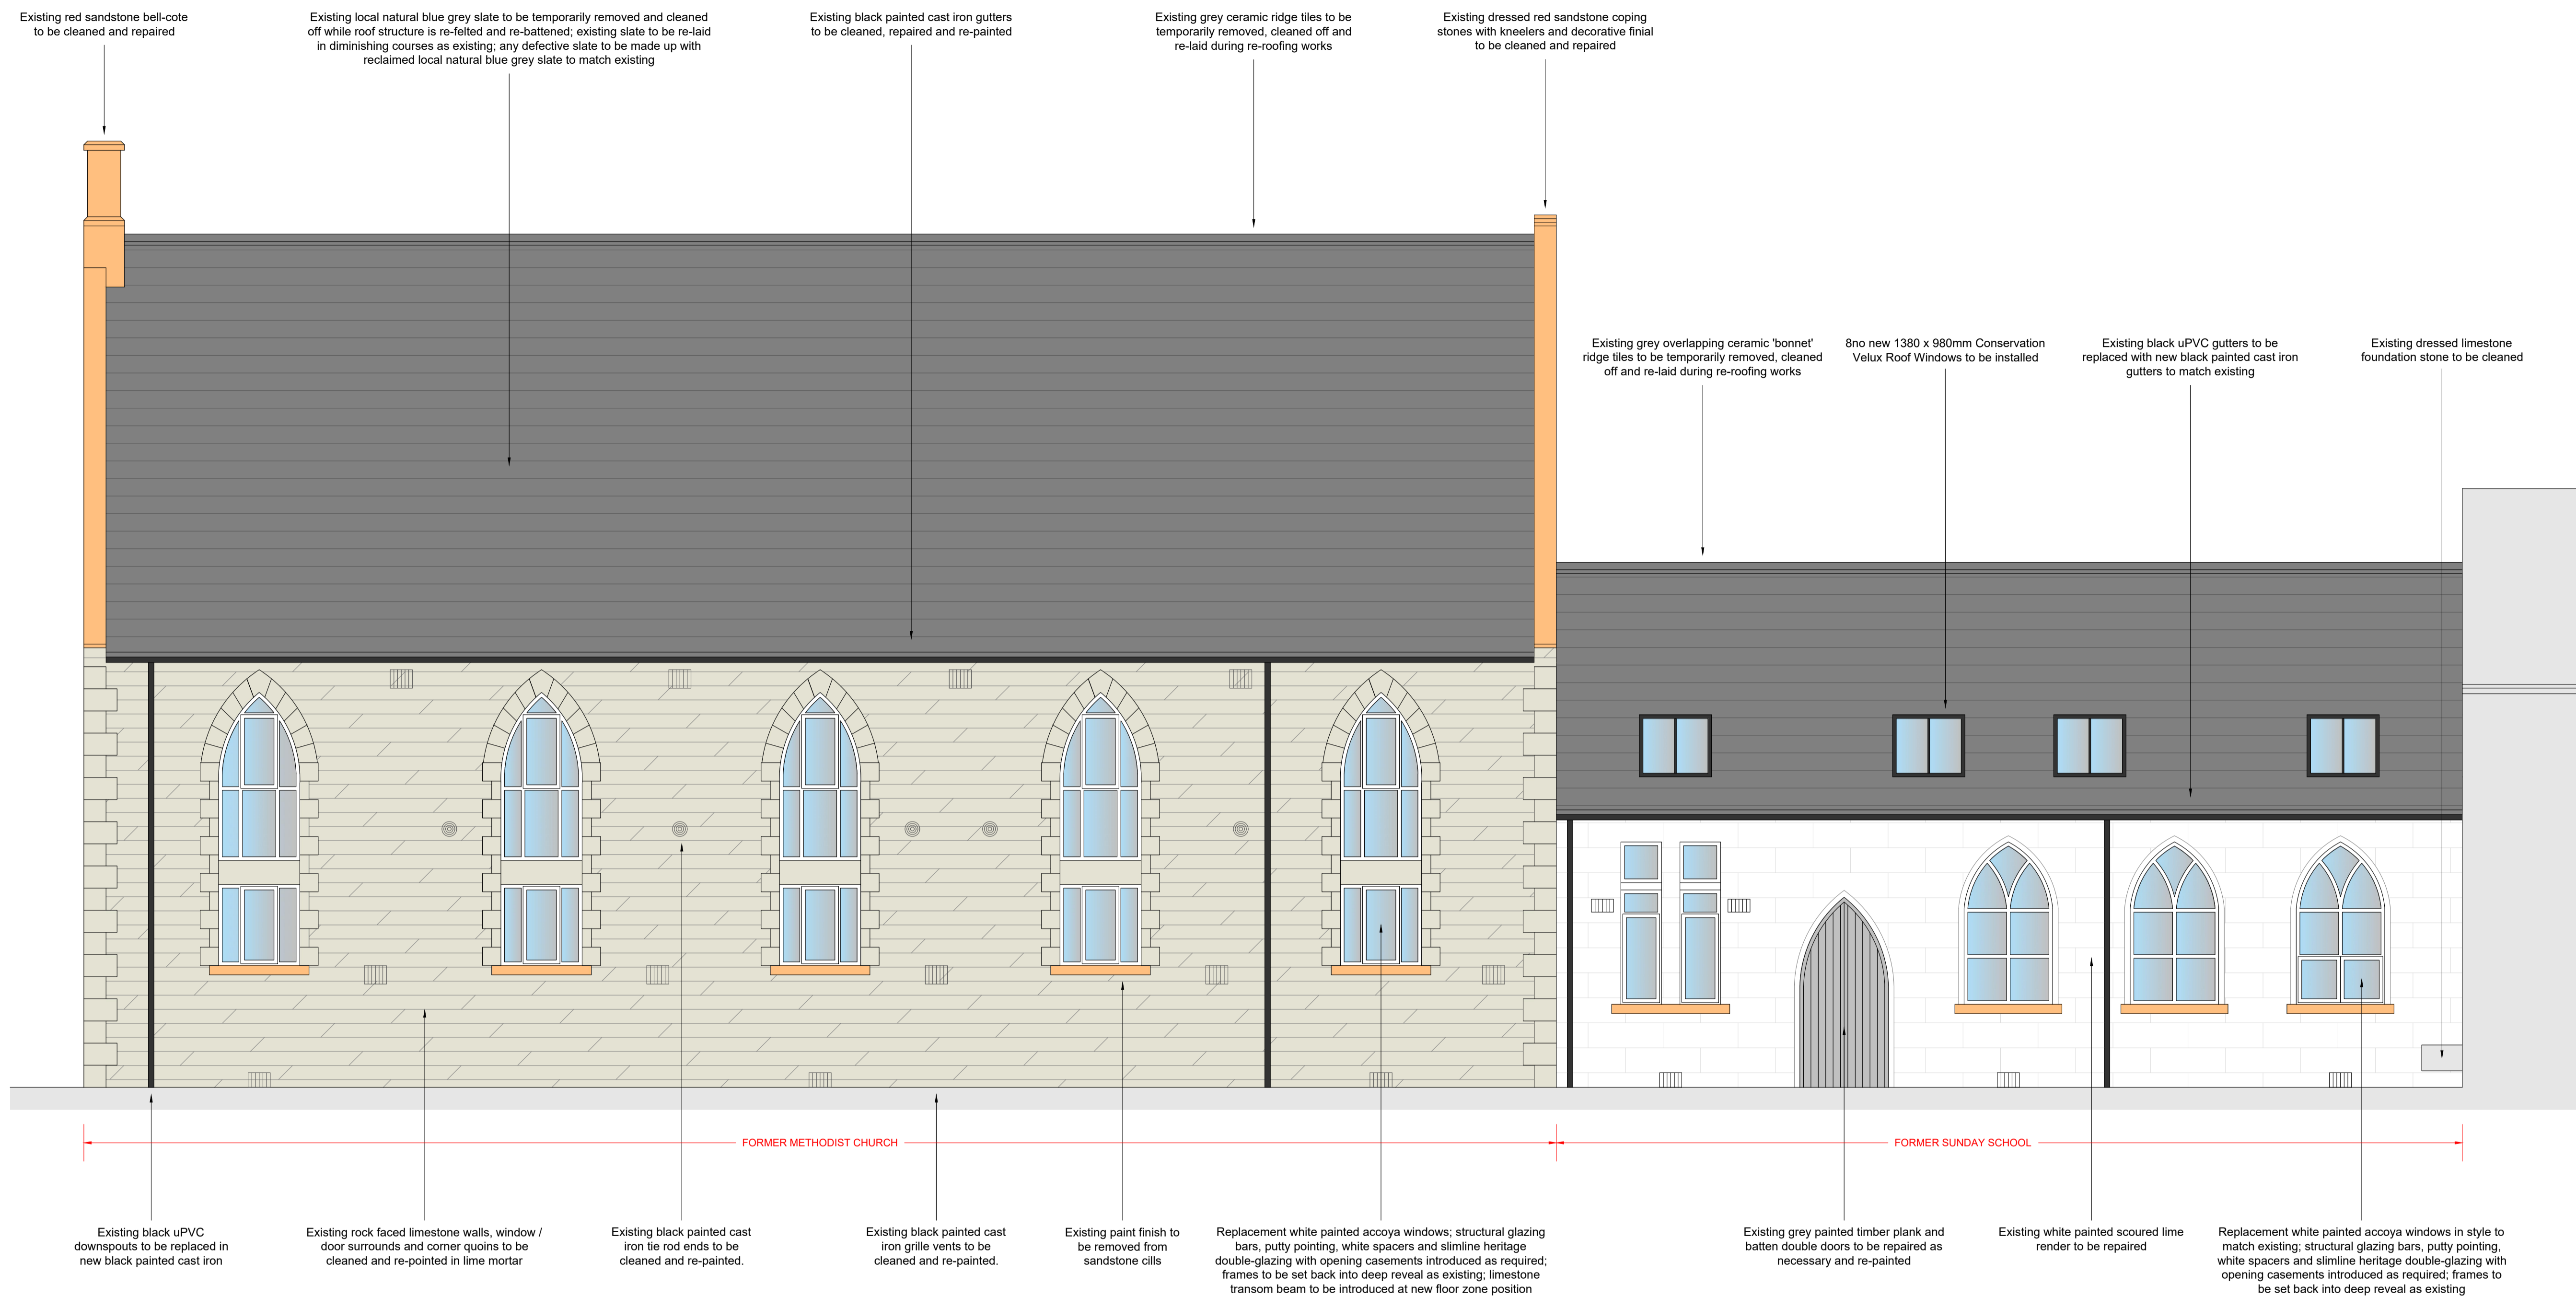 Existing red sandstone bell-cote
to be cleaned and repaired
Existing local natural blue grey slate to be temporarily removed and cleaned
off while roof structure is re-felted and re-battened; existing slate to be re-laid
in diminishing courses as existing; any defective slate to be made up with
reclaimed local natural blue grey slate to match existing
Existing black painted cast iron gutters
to be cleaned, repaired and re-painted
Existing grey ceramic ridge tiles to be
temporarily removed, cleaned off and
re-laid during re-roofing works
Existing dressed red sandstone coping
stones with kneelers and decorative finial
to be cleaned and repaired
Existing grey overlapping ceramic 'bonnet'
ridge tiles to be temporarily removed, cleaned
off and re-laid during re-roofing works
8no new 1380 x 980mm Conservation
Velux Roof Windows to be installed
Existing black uPVC gutters to be
replaced with new black painted cast iron
gutters to match existing
Existing dressed limestone
foundation stone to be cleaned
FORMER METHODIST CHURCH
FORMER SUNDAY SCHOOL
Existing black uPVC
downspouts to be replaced in
new black painted cast iron
Existing rock faced limestone walls, window /
door surrounds and corner quoins to be
cleaned and re-pointed in lime mortar
Existing black painted cast
iron tie rod ends to be
cleaned and re-painted.
Existing black painted cast
iron grille vents to be
cleaned and re-painted.
Existing paint finish to
be removed from
sandstone cills
Replacement white painted accoya windows; structural glazing
bars, putty pointing, white spacers and slimline heritage
double-glazing with opening casements introduced as required;
frames to be set back into deep reveal as existing; limestone
transom beam to be introduced at new floor zone position
Existing grey painted timber plank and
batten double doors to be repaired as
necessary and re-painted
Existing white painted scoured lime
render to be repaired
Replacement white painted accoya windows in style to
match existing; structural glazing bars, putty pointing,
white spacers and slimline heritage double-glazing with
opening casements introduced as required; frames to
be set back into deep reveal as existing